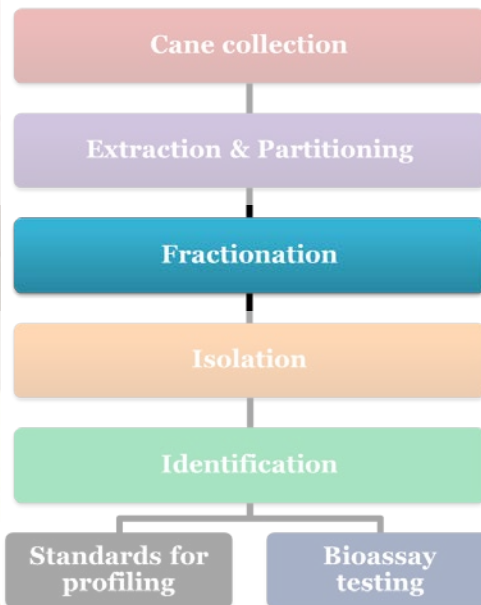 Cane collection
Extraction & Partitioning
Fractionation
Isolation
Identification
Standards for
profiling
Bioassay
testing